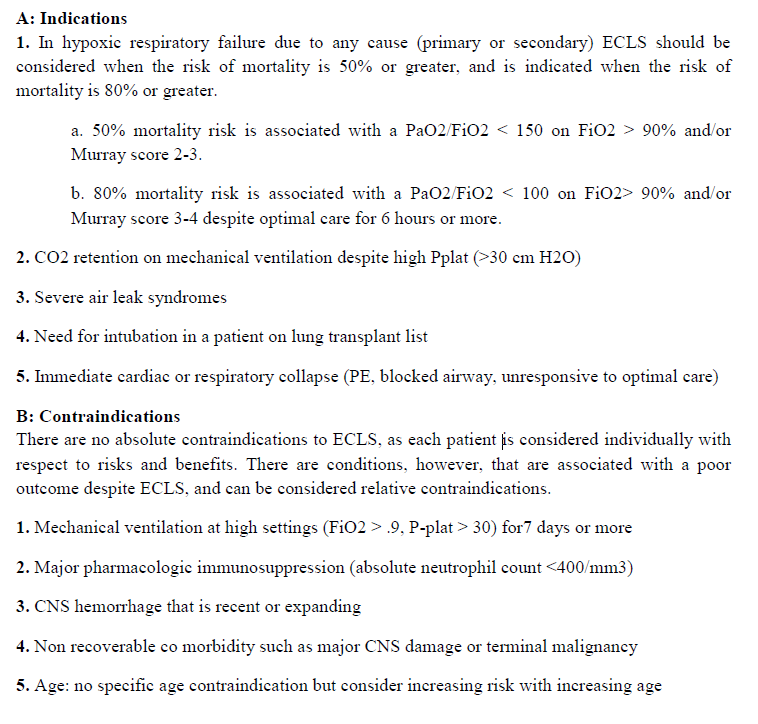 A: Indications
1. In hypoxic respiratory failure due to any cause (primary or secondary) ECLS should be
considered when the risk of mortality is 50% or greater, and is indicated when the risk of
mortality is 80% or greater.
a. 50% mortality risk is associated with a PaO2/FiO2 < 150 on FiO2 > 90% and/or
Murray score 2-3.
b. 80% mortality risk is associated with a PaO2/FiO2 < 100 on FiO2> 90% and/or
Murray score 3-4 despite optimal care for 6 hours or more.
2. CO2 retention on mechanical ventilation despite high Pplat (>30 cm H2O)
3. Severe air leak syndromes
4. Need for intubation in a patient on lung transplant list
5. Immediate cardiac or respiratory collapse (PE, blocked airway, unresponsive to optimal care)
B: Contraindications
There are no absolute contraindications to ECLS, as each patient is considered individually with
respect to risks and benefits. There are conditions, however, that are associated with a poor
outcome despite ECLS, and can be considered relative contraindications.
1. Mechanical ventilation at high settings (FiO2 > .9, P-plat > 30) for7 days or more
2. Major pharmacologic immunosuppression (absolute neutrophil count <400/mm3)
3. CNS hemorrhage that is recent or expanding
4. Non recoverable co morbidity such as major CNS damage or terminal malignancy
5. Age: no specific age contraindication but consider increasing risk with increasing age